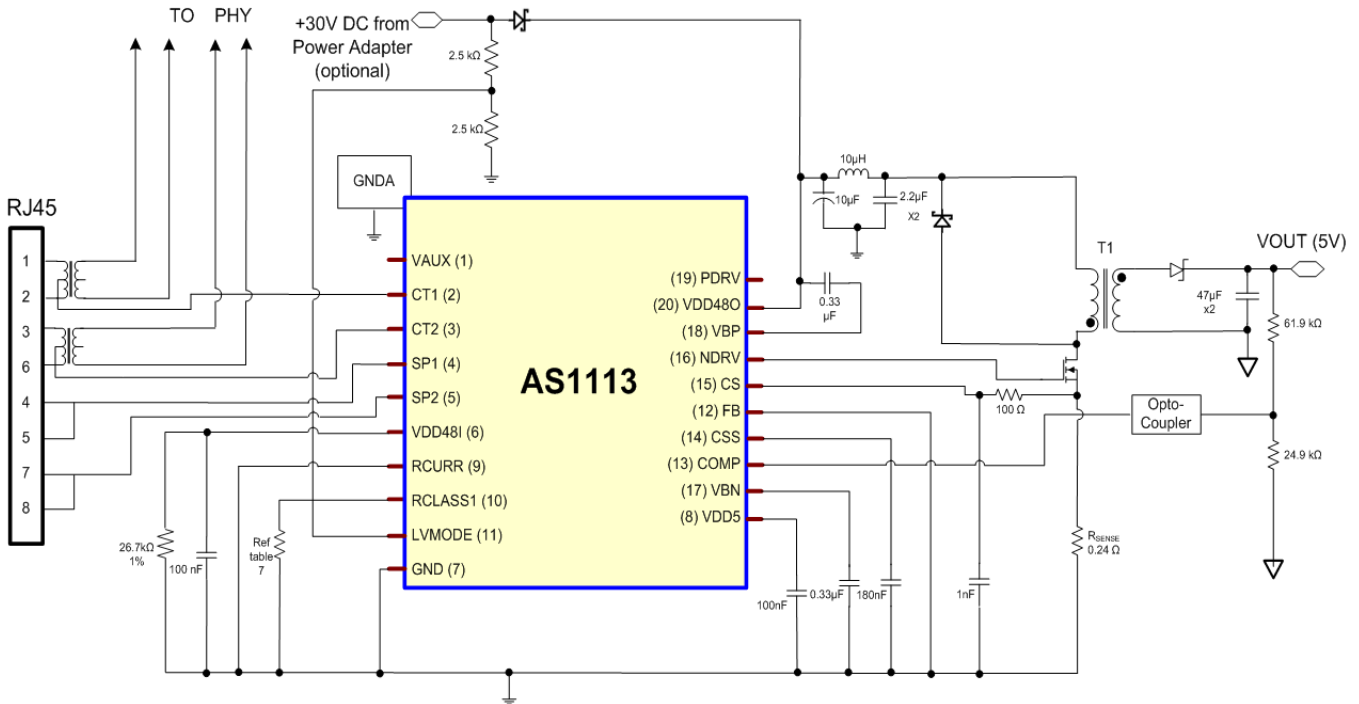 TO PHY
+30V DC from
Power Adapter
(optional)
2.5 kΩ
2.5 kΩ
GNDA
RJ45
1
2
3
6
4
5
7
8
26.7kΩ
1%
100 nF
Ref
table
7
VAUX (1)
CT1 (2)
CT2 (3)
SP1 (4)
SP2 (5)
VDD48I (6)
RCURR (9)
RCLASS1 (10)
LVMODE (11)
GND (7)
AS1113
(19) PDRV
(20) VDD48O
(18) VBP
(16) NDRV
(15) CS
(12) FB
(14) CSS
(13) COMP
(17) VBN
(8) VDD5
10µH
10µF
2.2µF
X2
0.33
µF
T1
VOUT (5V)
47µF
x2
61.9 kΩ
100 Ω
Opto-
Coupler
24.9 kΩ
RSENSE
0.24 Ω
100nF
0.33µF
180nF
1nF